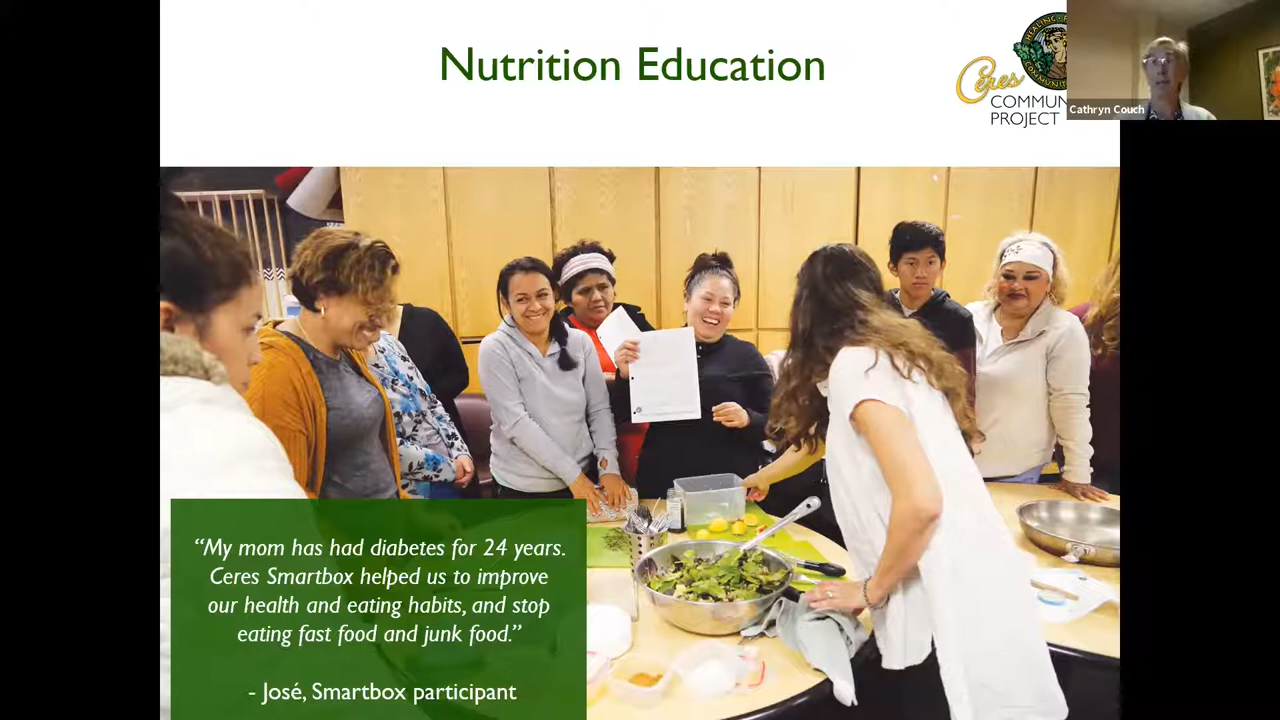 Nutrition Education
HEALING
Ceres
COMMUN
PROJECT
Cathryn Couch
“My mom has had diabetes for 24 years.
Ceres Smartbox helped us to improve
our health and eating habits, and stop
eating fast food and junk food.”
- José, Smartbox participant